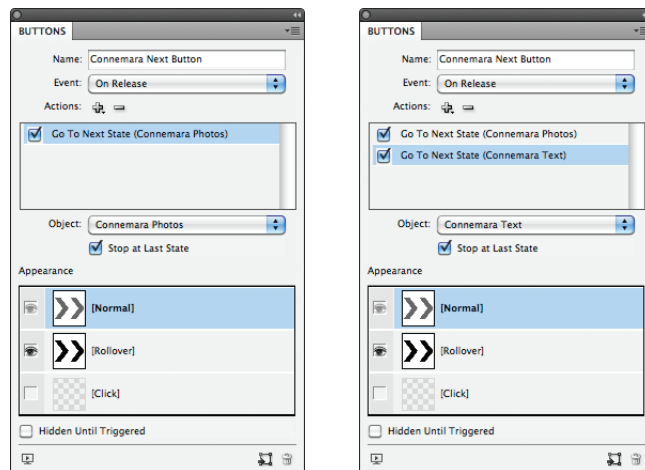 BUTTONS
Name: Connemara Next Button
Event: On Release
Actions:
Go To Next State (Connemara Photos)
Object: Connemara Photos
Stop at Last State
Appearance
[Normal]
[Rollover]
[Click]
Hidden Until Triggered
BUTTONS
Name: Connemara Next Button
Event: On Release
Actions:
Go To Next State (Connemara Photos)
Go To Next State (Connemara Text)
Object: Connemara Text
Stop at Last State
Appearance
[Normal]
[Rollover]
[Click]
Hidden Until Triggered